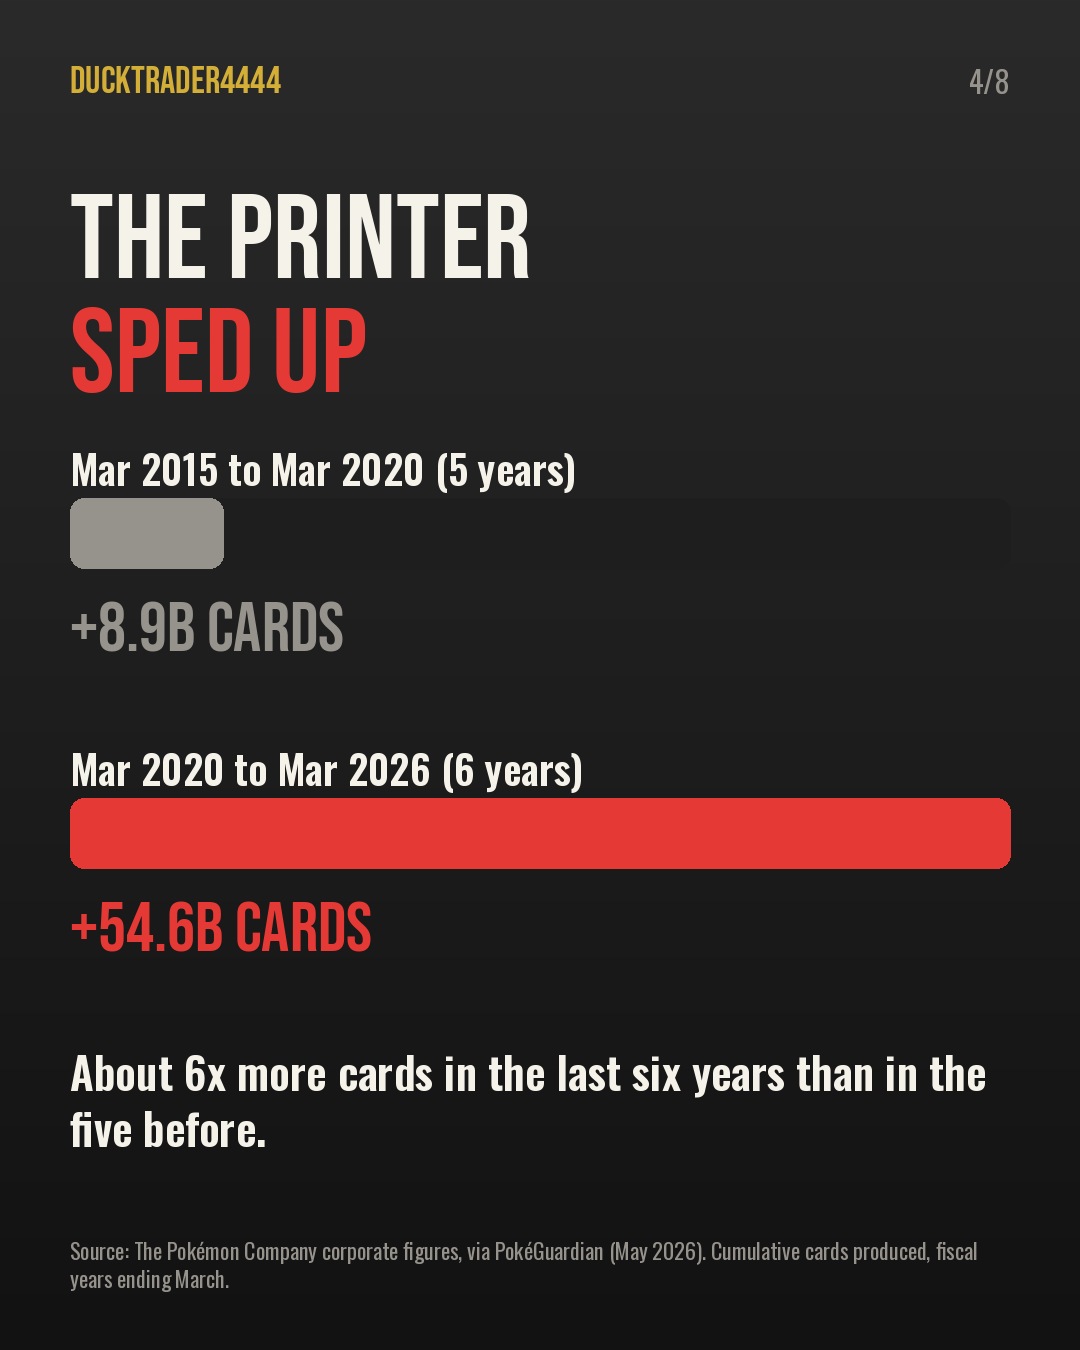 DUCKTRADER4444
4/8
THE PRINTER
SPED UP
Mar 2015 to Mar 2020 (5 years)
+8.9B CARDS
Mar 2020 to Mar 2026 (6 years)
+54.6B CARDS
About 6x more cards in the last six years than in the
five before.
Source: The Pokémon Company corporate figures, via PokéGuardian (May 2026). Cumulative cards produced, fiscal
years ending March.